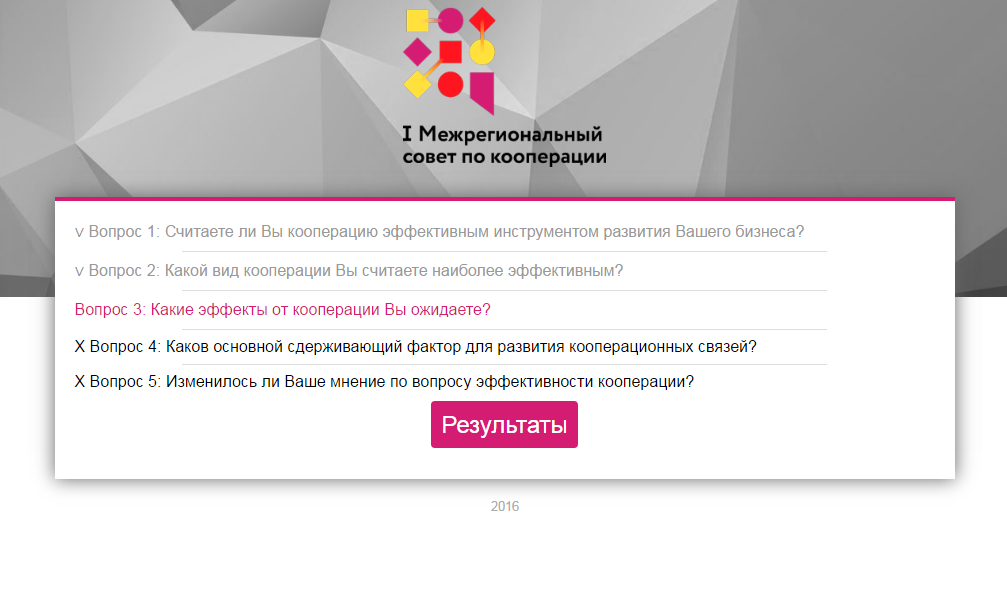 I Межрегиональный
совет по кооперации
v Вопрос 1: Считаете ли Вы кооперацию эффективным инструментом развития Вашего бизнеса?
v Вопрос 2: Какой вид кооперации Вы считаете наиболее эффективным?
Вопрос 3: Какие эффекты от кооперации Вы ожидаете?
X Вопрос 4: Каков основной сдерживающий фактор для развития кооперационных связей?
X Вопрос 5: Изменилось ли Ваше мнение по вопросу эффективности кооперации?
Результаты
2016